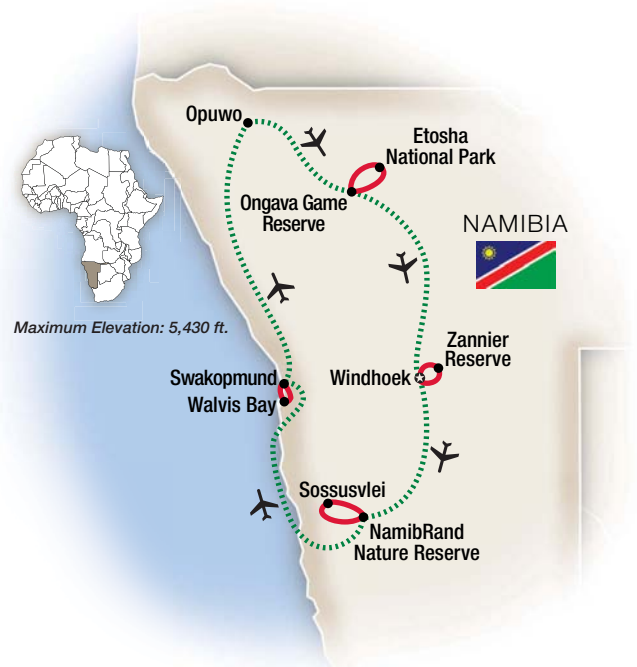 Opuwo
Etosha
National Park
Ongava Game
Reserve
NAMIBIA
Maximum Elevation: 5,430 ft.
Zannier
Reserve
Swakopmund
Windhoek
Walvis Bay
Sossusvlei
NamibRand
Nature Reserve